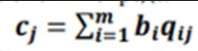 c_j = ∑_{i=1}^{m} b_i q_{ij}